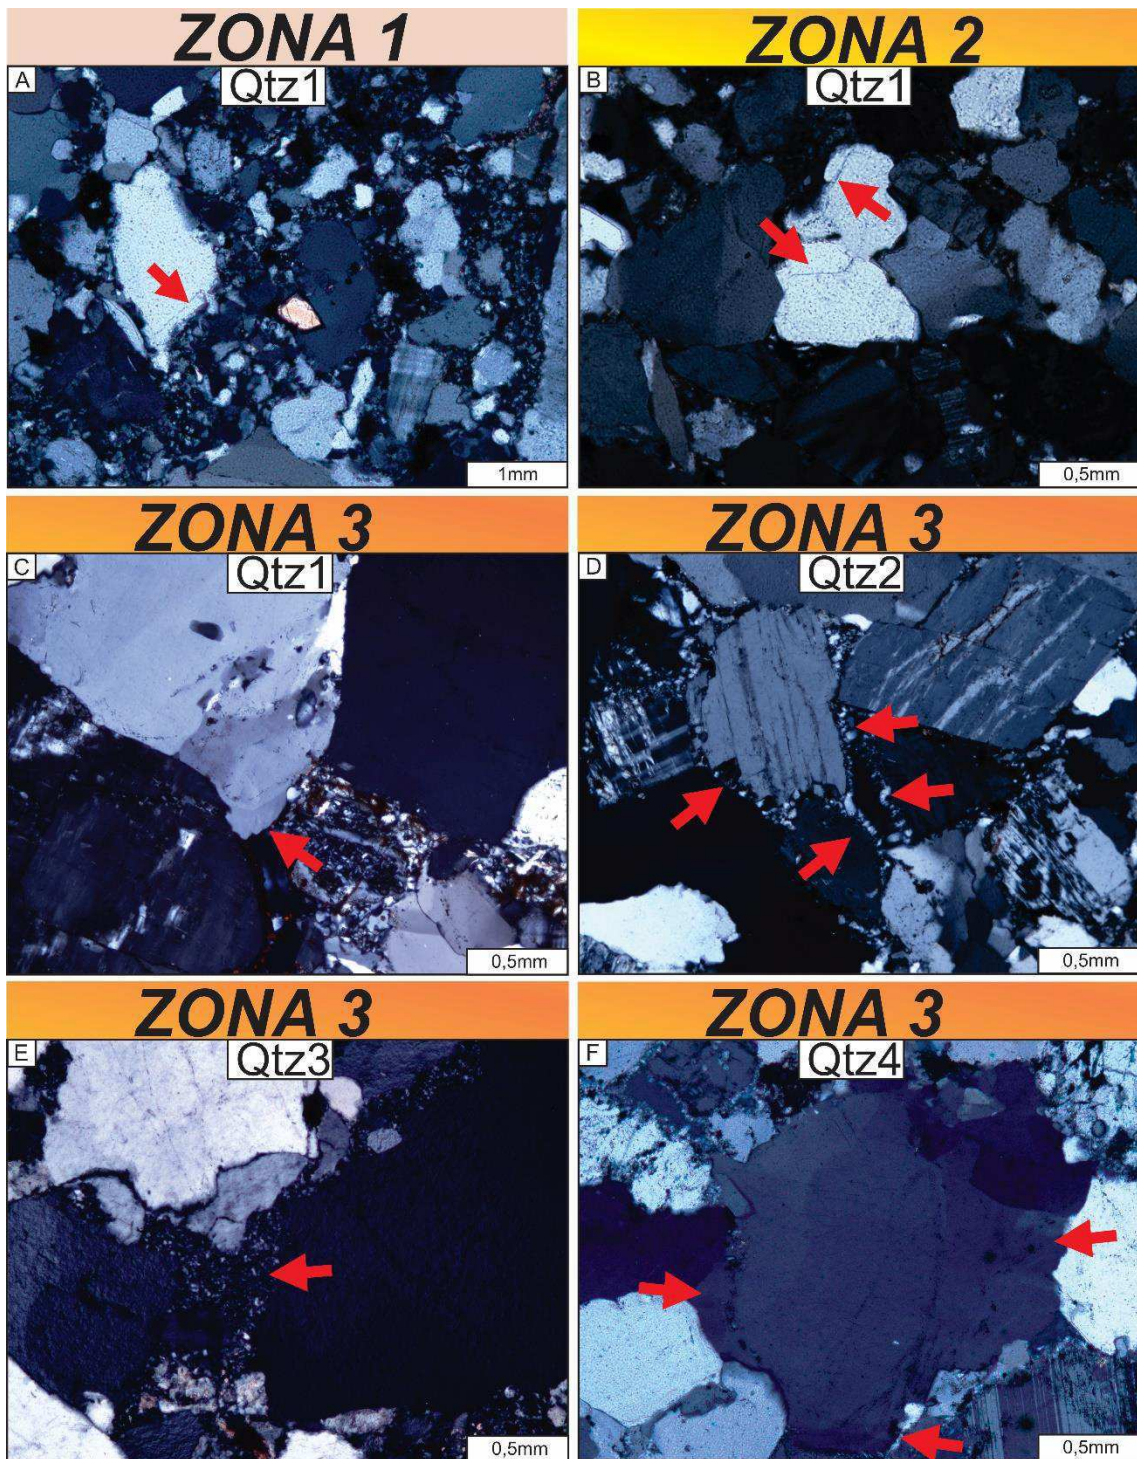 ZONA 1
ZONA 2
A
Qtz1
B
Qtz1
1mm
0,5mm
ZONA 3
ZONA 3
C
Qtz1
D
Qtz2
0,5mm
0,5mm
ZONA 3
ZONA 3
E
Qtz3
F
Qtz4
0,5mm
0,5mm